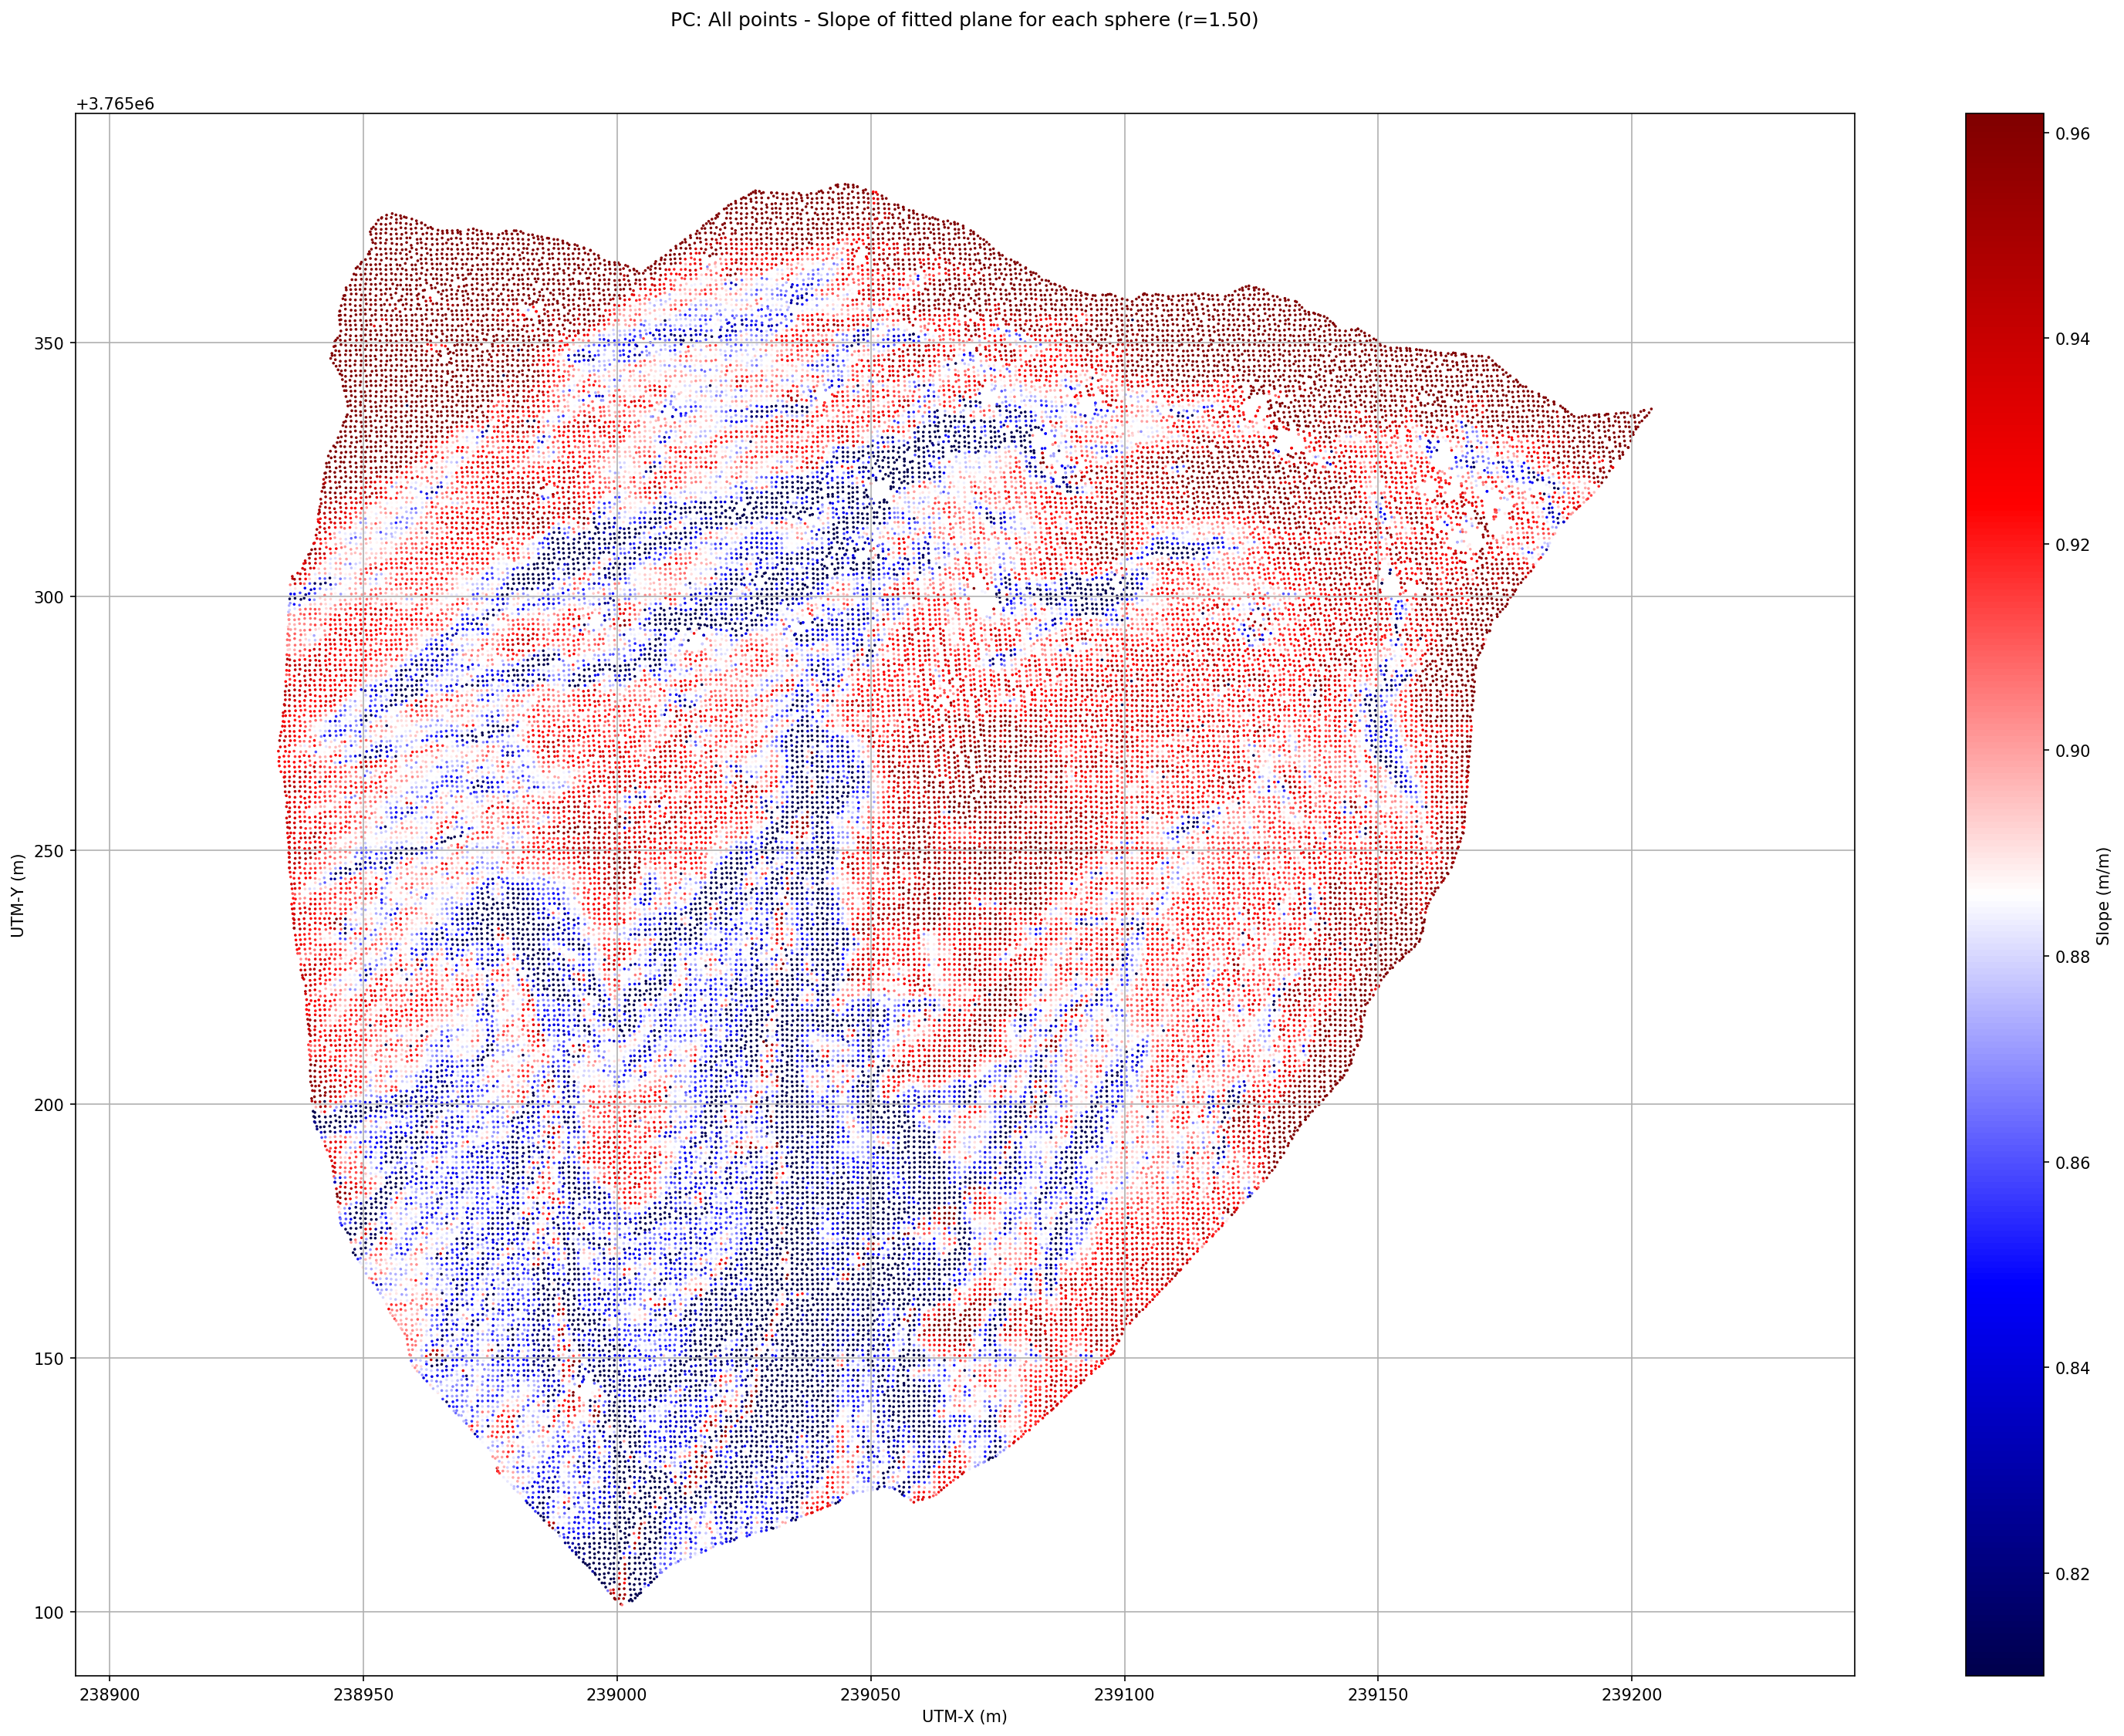 PC: All points - Slope of fitted plane for each sphere (r=1.50)
+3.765e6
350
300
250
200
150
100
UTM-Y (m)
238900 238950 239000 239050 239100 239150 239200
UTM-X (m)
0.96
0.94
0.92
0.90
0.88
0.86
0.84
0.82
Slope (m/m)